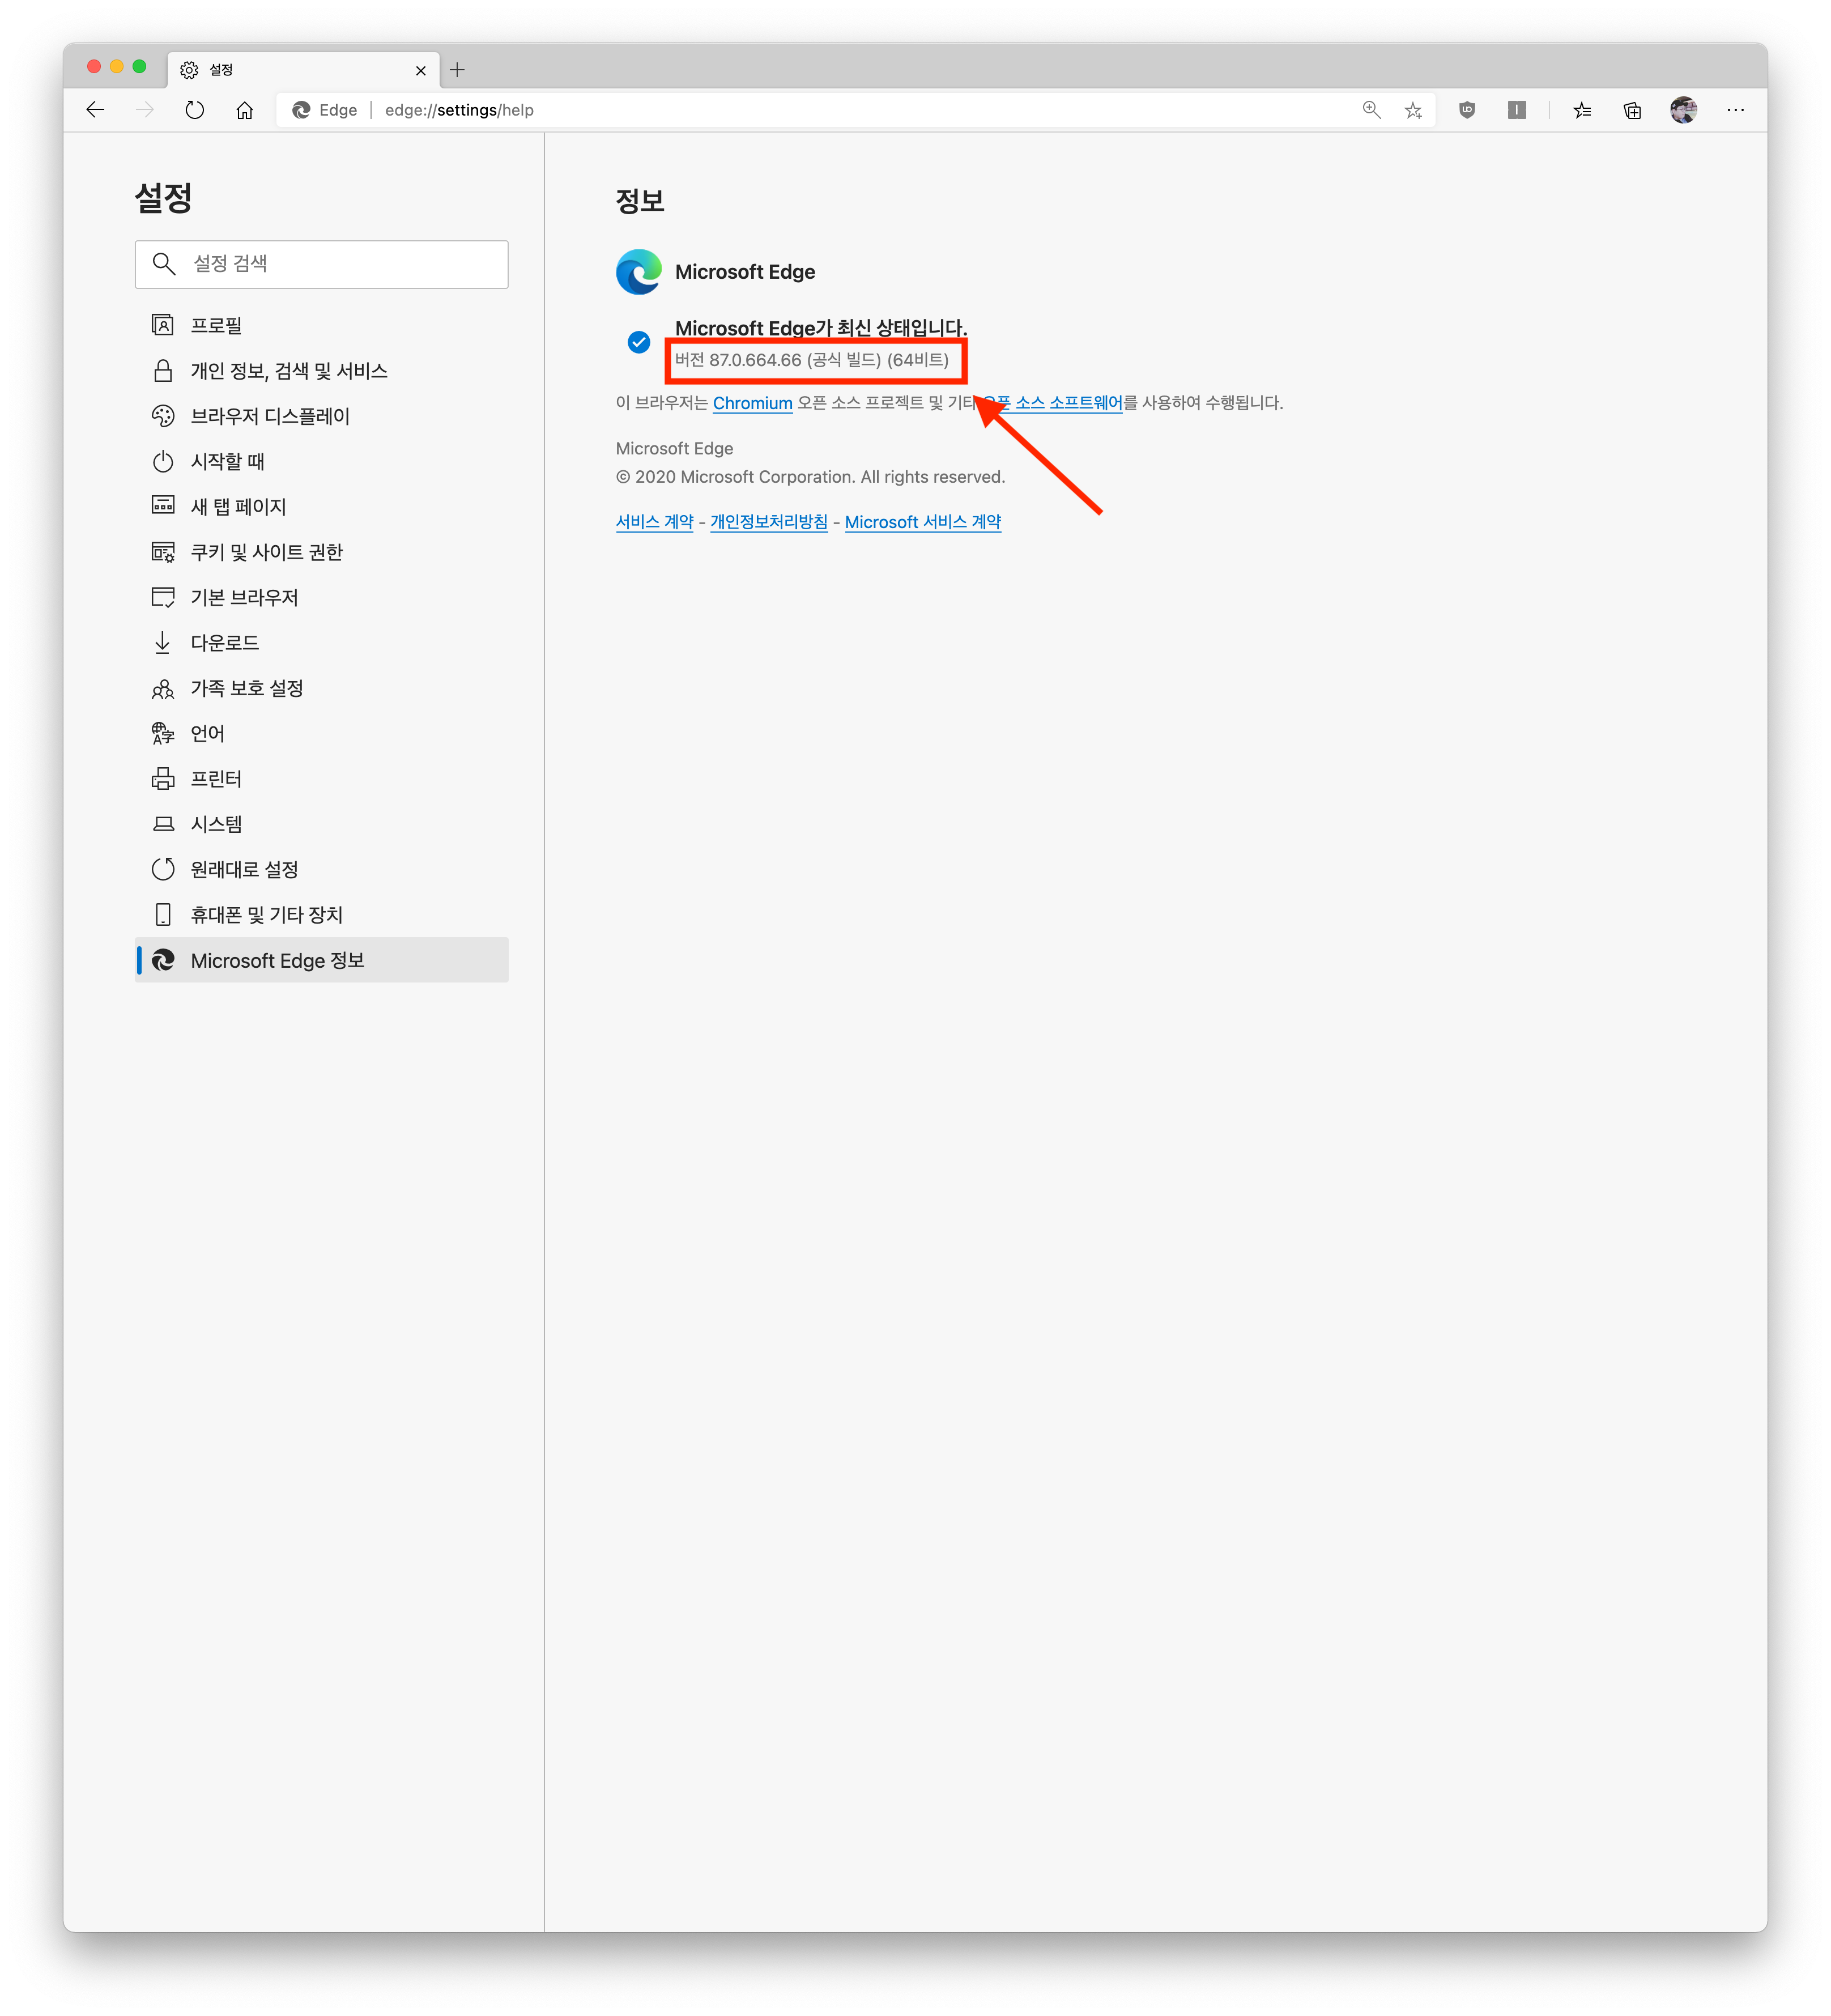 설정
Edge
edge://settings/help
설정
설정 검색
프로필
개인 정보, 검색 및 서비스
브라우저 디스플레이
시작할 때
새 탭 페이지
쿠키 및 사이트 권한
기본 브라우저
다운로드
가족 보호 설정
언어
프린터
시스템
원래대로 설정
휴대폰 및 기타 장치
Microsoft Edge 정보
정보
Microsoft Edge
Microsoft Edge가 최신 상태입니다.
버전 87.0.664.66 (공식 빌드) (64비트)
이 브라우저는 Chromium 오픈 소스 프로젝트 및 기타 오픈 소스 소프트웨어를 사용하여 수행됩니다.
Microsoft Edge
© 2020 Microsoft Corporation. All rights reserved.
서비스 계약 - 개인정보처리방침 - Microsoft 서비스 계약